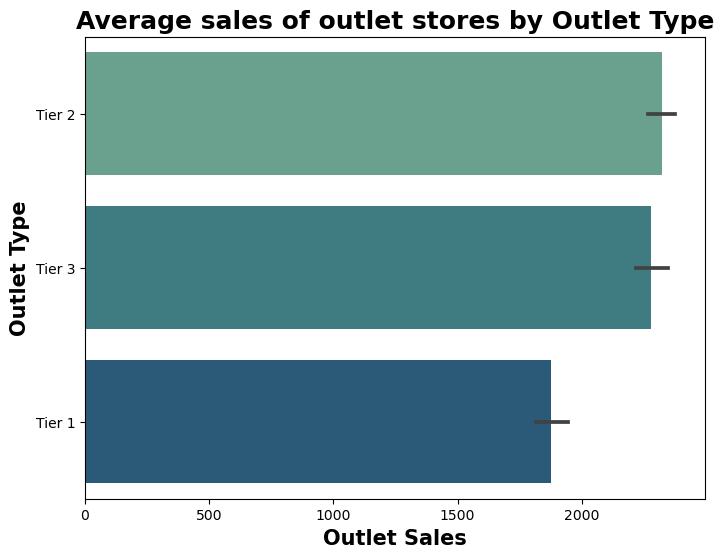 Average sales of outlet stores by Outlet Type
Outlet Type
Tier 2
Tier 3
Tier 1
0 500 1000 1500 2000
Outlet Sales